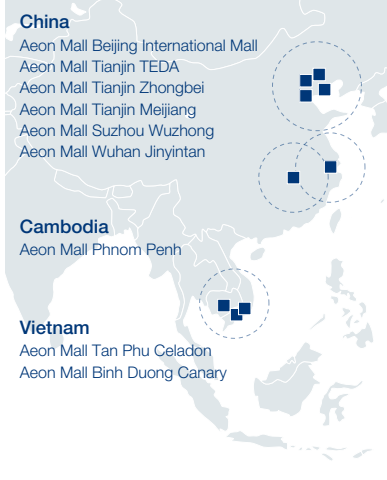 China
Aeon Mall Beijing International Mall
Aeon Mall Tianjin TEDA
Aeon Mall Tianjin Zhongbei
Aeon Mall Tianjin Meijiang
Aeon Mall Suzhou Wuzhong
Aeon Mall Wuhan Jinyintan
Cambodia
Aeon Mall Phnom Penh
Vietnam
Aeon Mall Tan Phu Celadon
Aeon Mall Binh Duong Canary